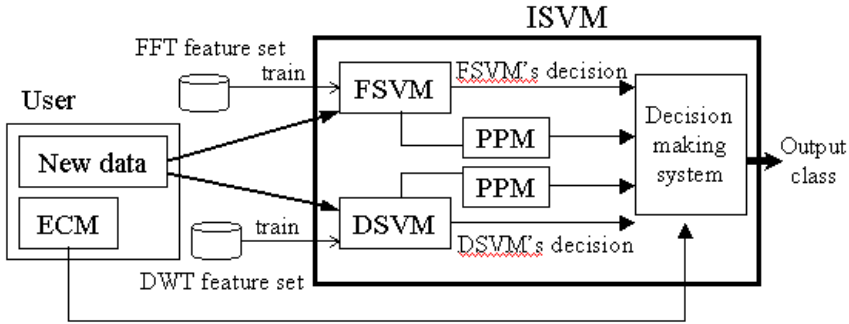 ISVM
FFT feature set
train
FSVM
FSVM's decision
User
New data
ECM
PPM
PPM
Decision
making
system
Output
class
train
DSVM
DSVM's decision
DWT feature set